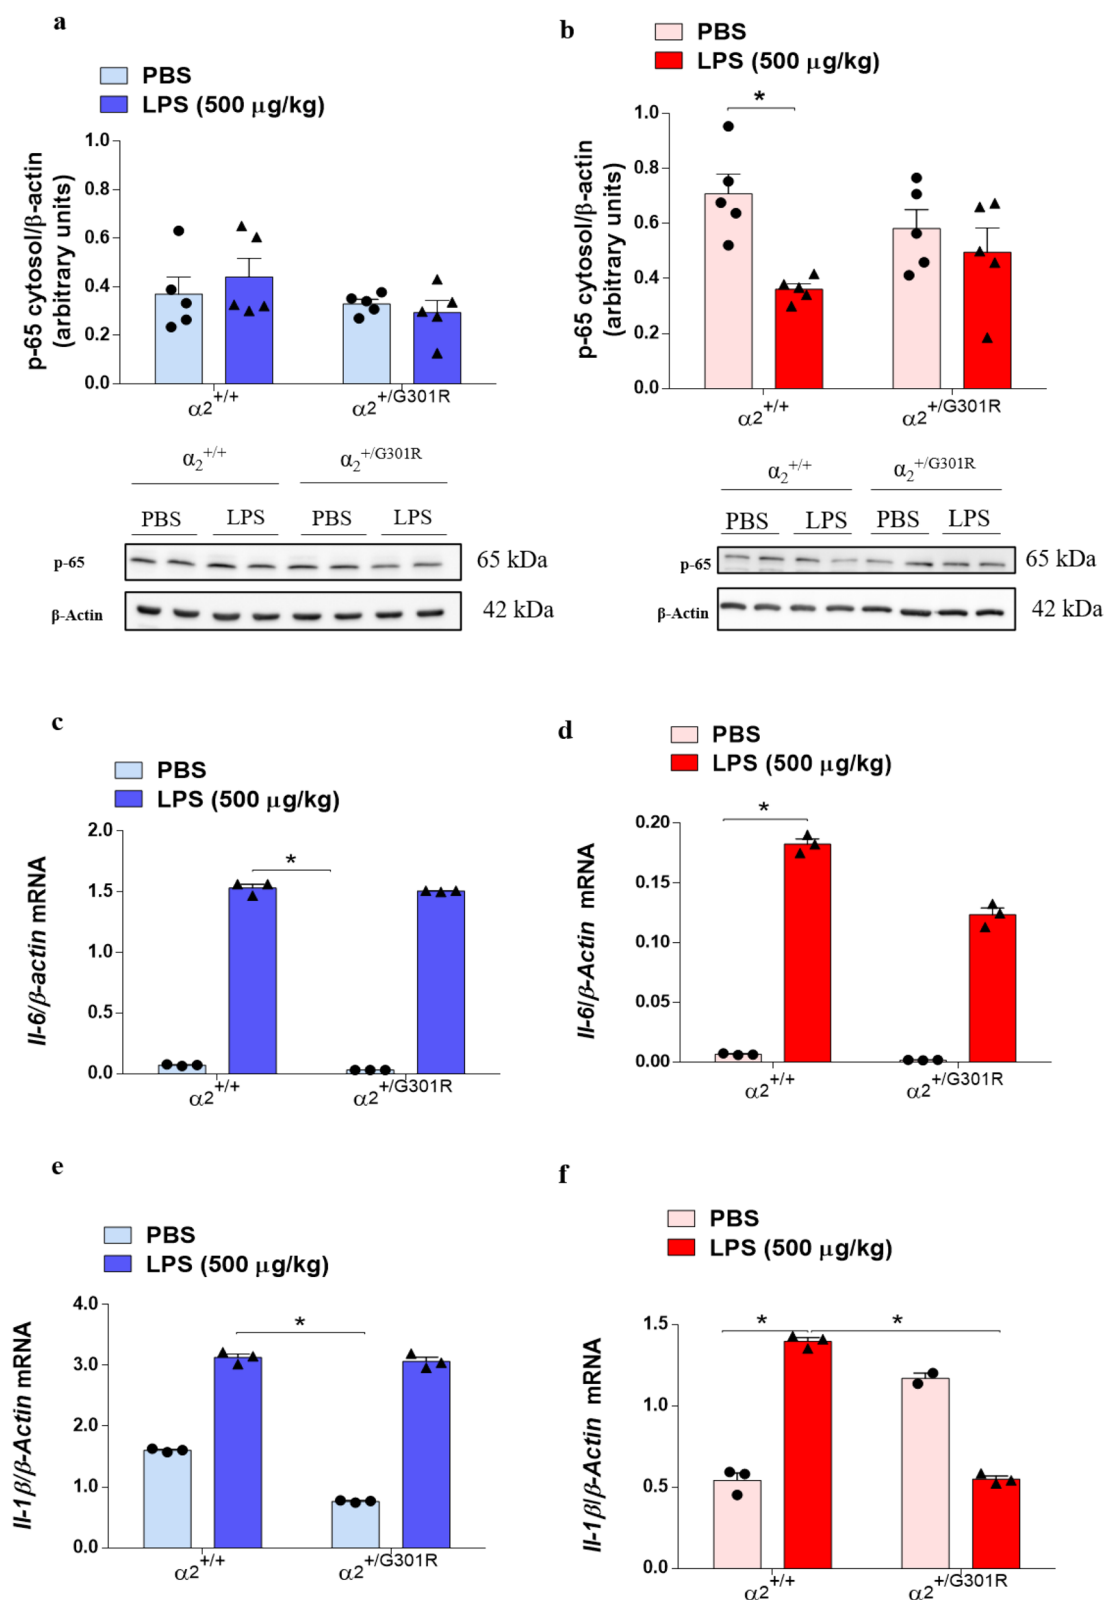 a
PBS
LPS (500 µg/kg)
p-65 cytosol/β-actin
(arbitrary units)
1.0
0.8
0.6
0.4
0.2
0.0
α2+/+
α2+/G301R
α2+/+
α2+/G301R
PBS
LPS
PBS
LPS
p-65
65 kDa
β-Actin
42 kDa
b
PBS
LPS (500 µg/kg)
*
p-65 cytosol/β-actin
(arbitrary units)
1.0
0.8
0.6
0.4
0.2
0.0
α2+/+
α2+/G301R
α2+/+
α2+/G301R
PBS
LPS
PBS
LPS
p-65
65 kDa
β-Actin
42 kDa
c
PBS
LPS (500 µg/kg)
*
Il-6/β-actin mRNA
2.0
1.5
1.0
0.5
0.0
α2+/+
α2+/G301R
d
PBS
LPS (500 µg/kg)
*
Il-6/β-Actin mRNA
0.20
0.15
0.10
0.05
0.00
α2+/+
α2+/G301R
e
PBS
LPS (500 µg/kg)
*
Il-1β/β-Actin mRNA
4.0
3.0
2.0
1.0
0.0
α2+/+
α2+/G301R
f
PBS
LPS (500 µg/kg)
*
*
Il-1β/β-Actin mRNA
1.5
1.0
0.5
0.0
α2+/+
α2+/G301R